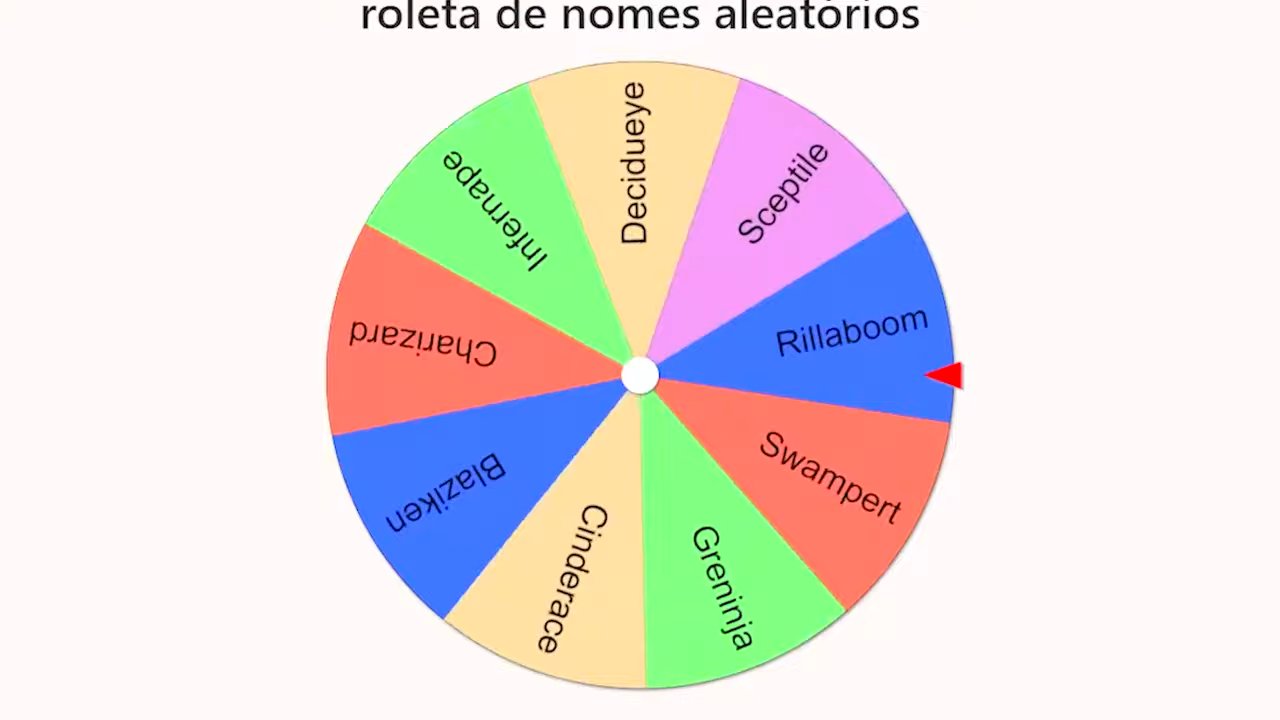 roleta de nomes aleatórios
Decidueye
Sceptile
Rillaboom
Swampert
Greninja
Cinderace
Blaziken
Charizard
Infernape